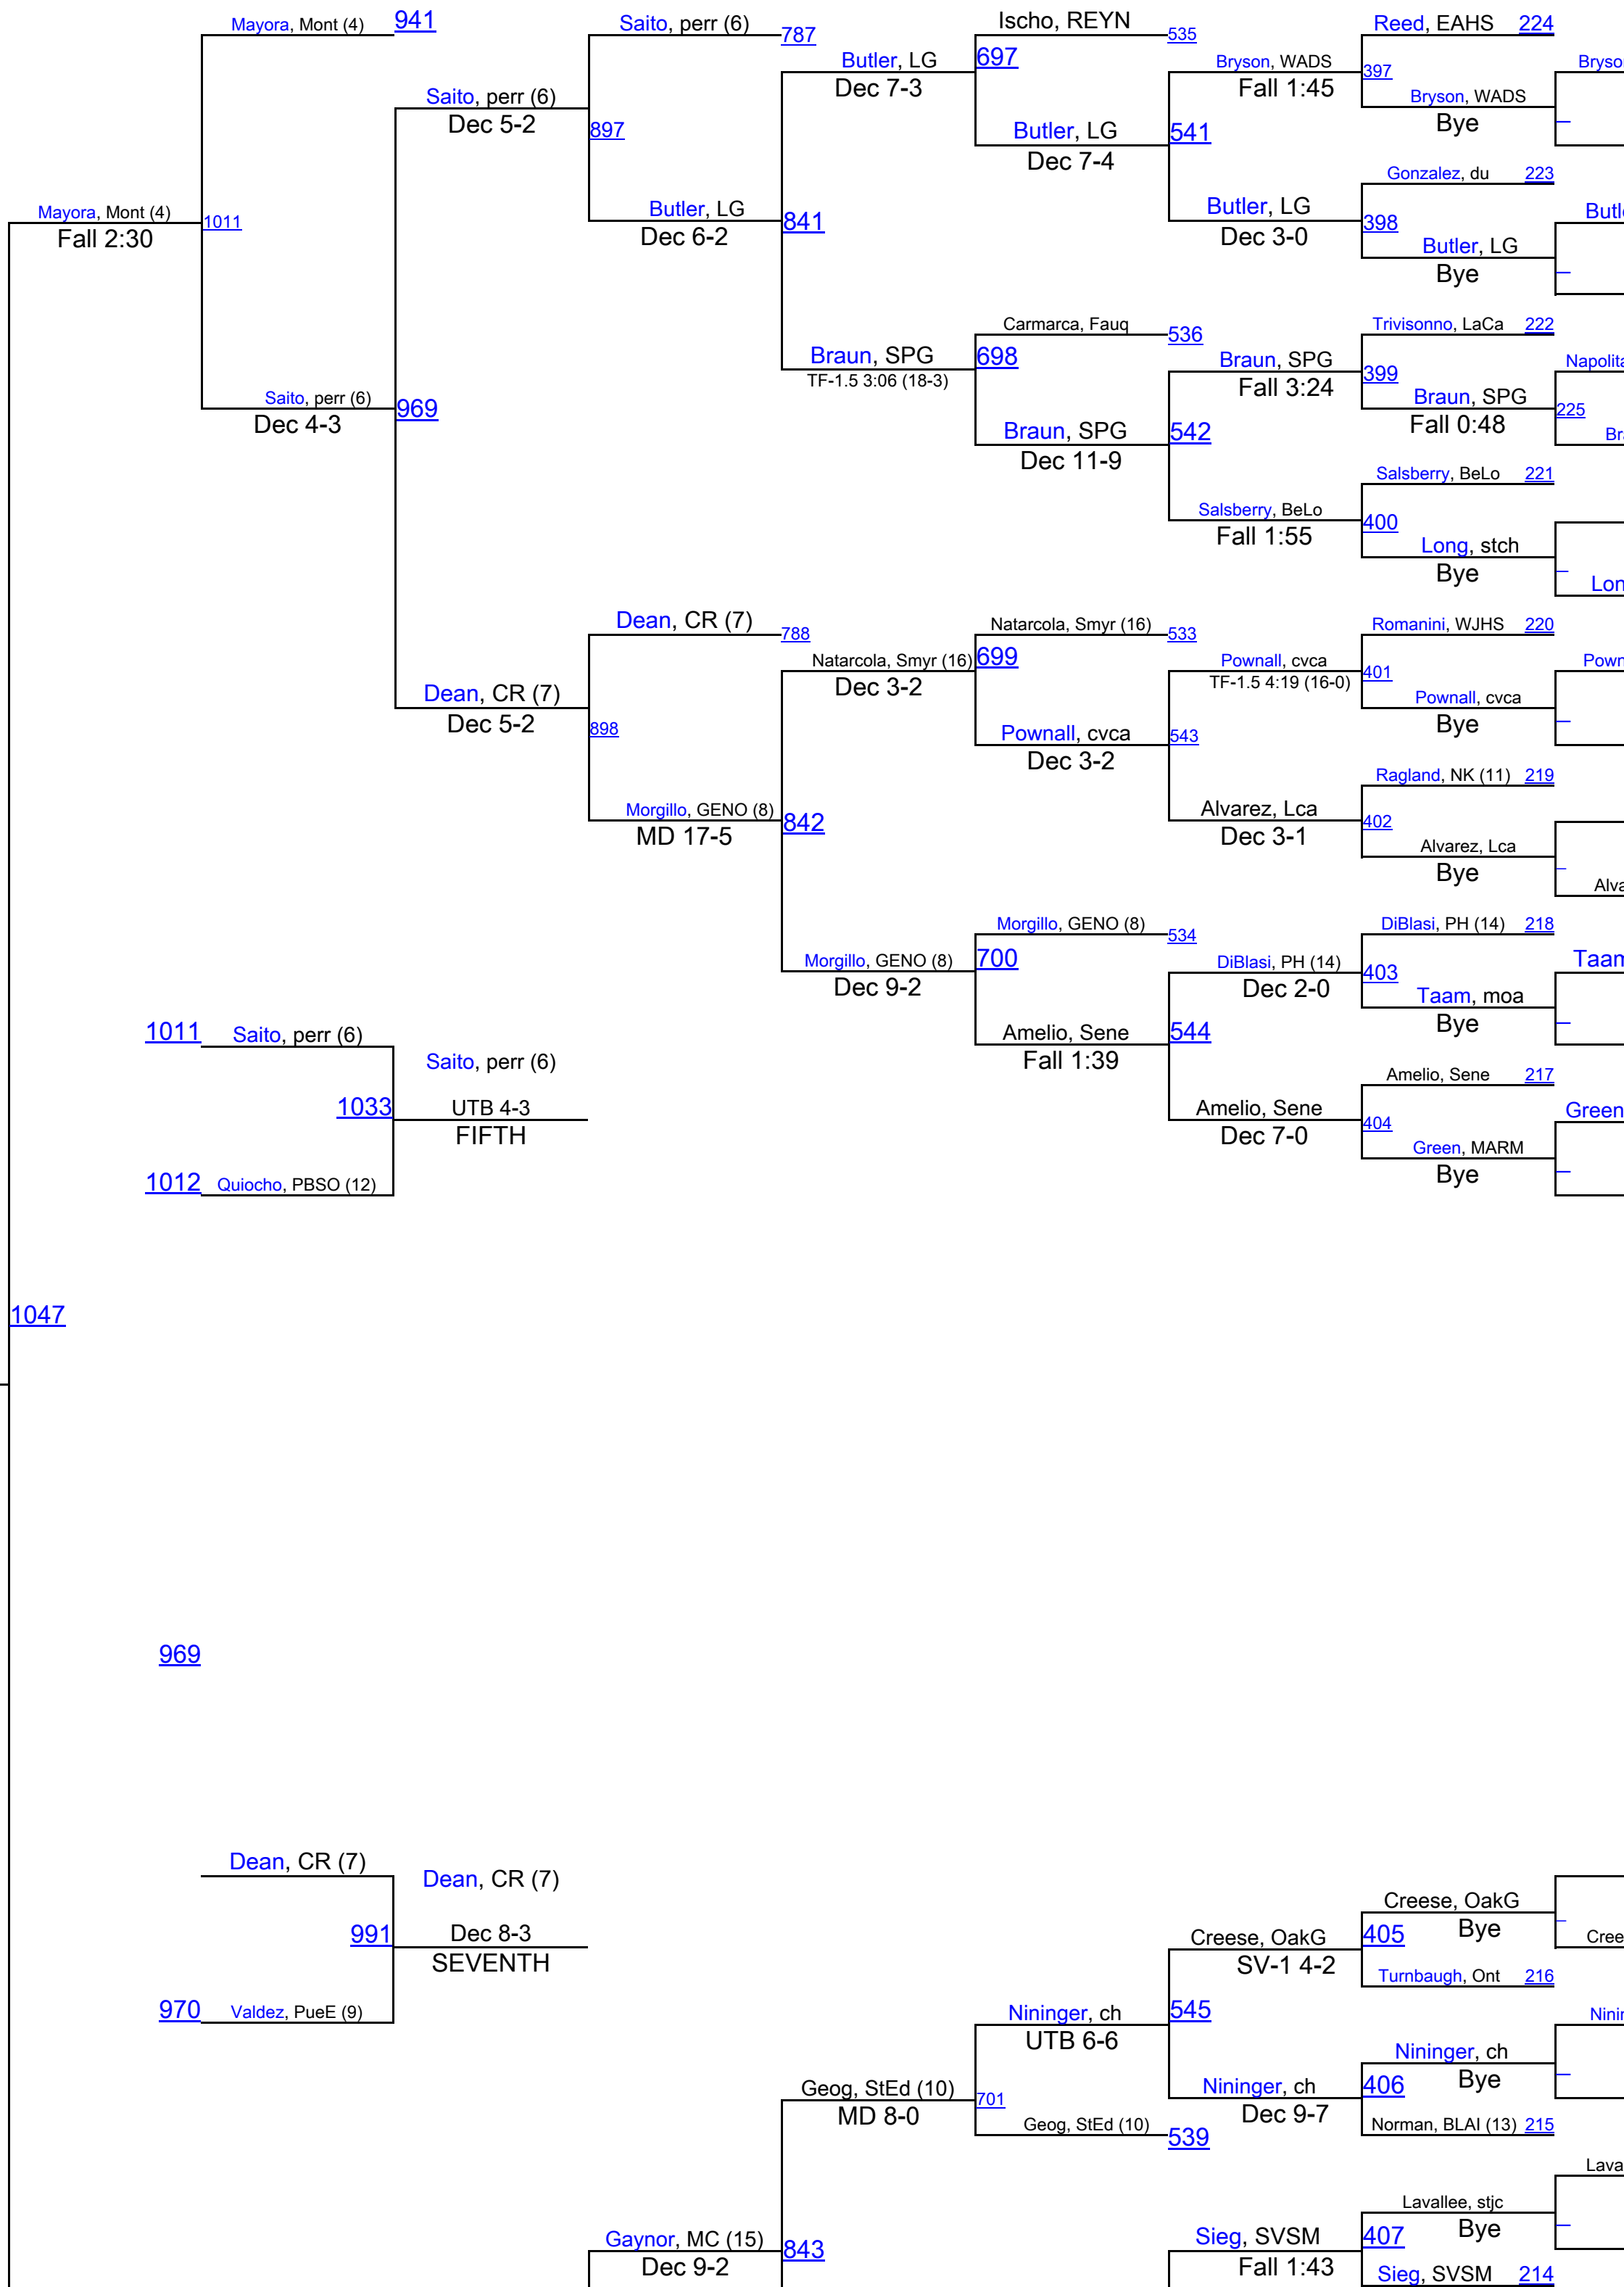 Mayora, Mont (4) 941
Saito, perr (6) 787
Ischo, REYN 535
Reed, EAHS 224
Butler, LG 697
Dec 7-3
Bryson, WADS 397
Fall 1:45
Bryso
Bryson, WADS
Bye
Saito, perr (6)
Dec 5-2
897
Butler, LG 541
Dec 7-4
Gonzalez, du 223
Mayora, Mont (4) 1011
Fall 2:30
Butler, LG 841
Dec 6-2
Butler, LG 398
Dec 3-0
Butl
Butler, LG
Bye
Carmarca, Fauq 536
Trivisonno, LaCa 222
Braun, SPG 698
TF-1.5 3:06 (18-3)
Braun, SPG 399
Fall 3:24
Napolita
Saito, perr (6) 969
Dec 4-3
Braun, SPG 225
Fall 0:48
Braun, SPG 542
Dec 11-9
Br
Salsberry, BeLo 221
Salsberry, BeLo 400
Fall 1:55
Long, stch
Bye
Lon
Dean, CR (7) 788
Natarcola, Smyr (16) 533
Romanini, WJHS 220
Natarcola, Smyr (16) 699
Dec 3-2
Pownall, cvca 401
TF-1.5 4:19 (16-0)
Pown
Dean, CR (7) 898
Dec 5-2
Pownall, cvca
Bye
Pownall, cvca 543
Dec 3-2
Ragland, NK (11) 219
Morgillo, GENO (8) 842
MD 17-5
Alvarez, Lca 402
Dec 3-1
Alvarez, Lca
Bye
Alva
Morgillo, GENO (8) 534
DiBlasi, PH (14) 218
Morgillo, GENO (8) 700
Dec 9-2
DiBlasi, PH (14) 403
Dec 2-0
Taam
Taam, moa
Bye
1011 Saito, perr (6)
Amelio, Sene 544
Fall 1:39
Saito, perr (6)
Amelio, Sene 217
1033 UTB 4-3
FIFTH
Amelio, Sene 404
Dec 7-0
Green
Green, MARM
Bye
1012 Quiocho, PBSO (12)
1047
969
Dean, CR (7)
Dean, CR (7)
Creese, OakG
Bye
991 Dec 8-3
SEVENTH
Creese, OakG 405
SV-1 4-2
Cree
Turnbaugh, Ont 216
970 Valdez, PueE (9)
Nininger, ch 545
UTB 6-6
Ninin
Nininger, ch
Bye
Geog, StEd (10) 701
MD 8-0
Nininger, ch 406
Dec 9-7
Geog, StEd (10) 539
Norman, BLAI (13) 215
Lava
Lavallee, stjc
Bye
Gaynor, MC (15) 843
Dec 9-2
Sieg, SVSM 407
Fall 1:43
Sieg, SVSM 214